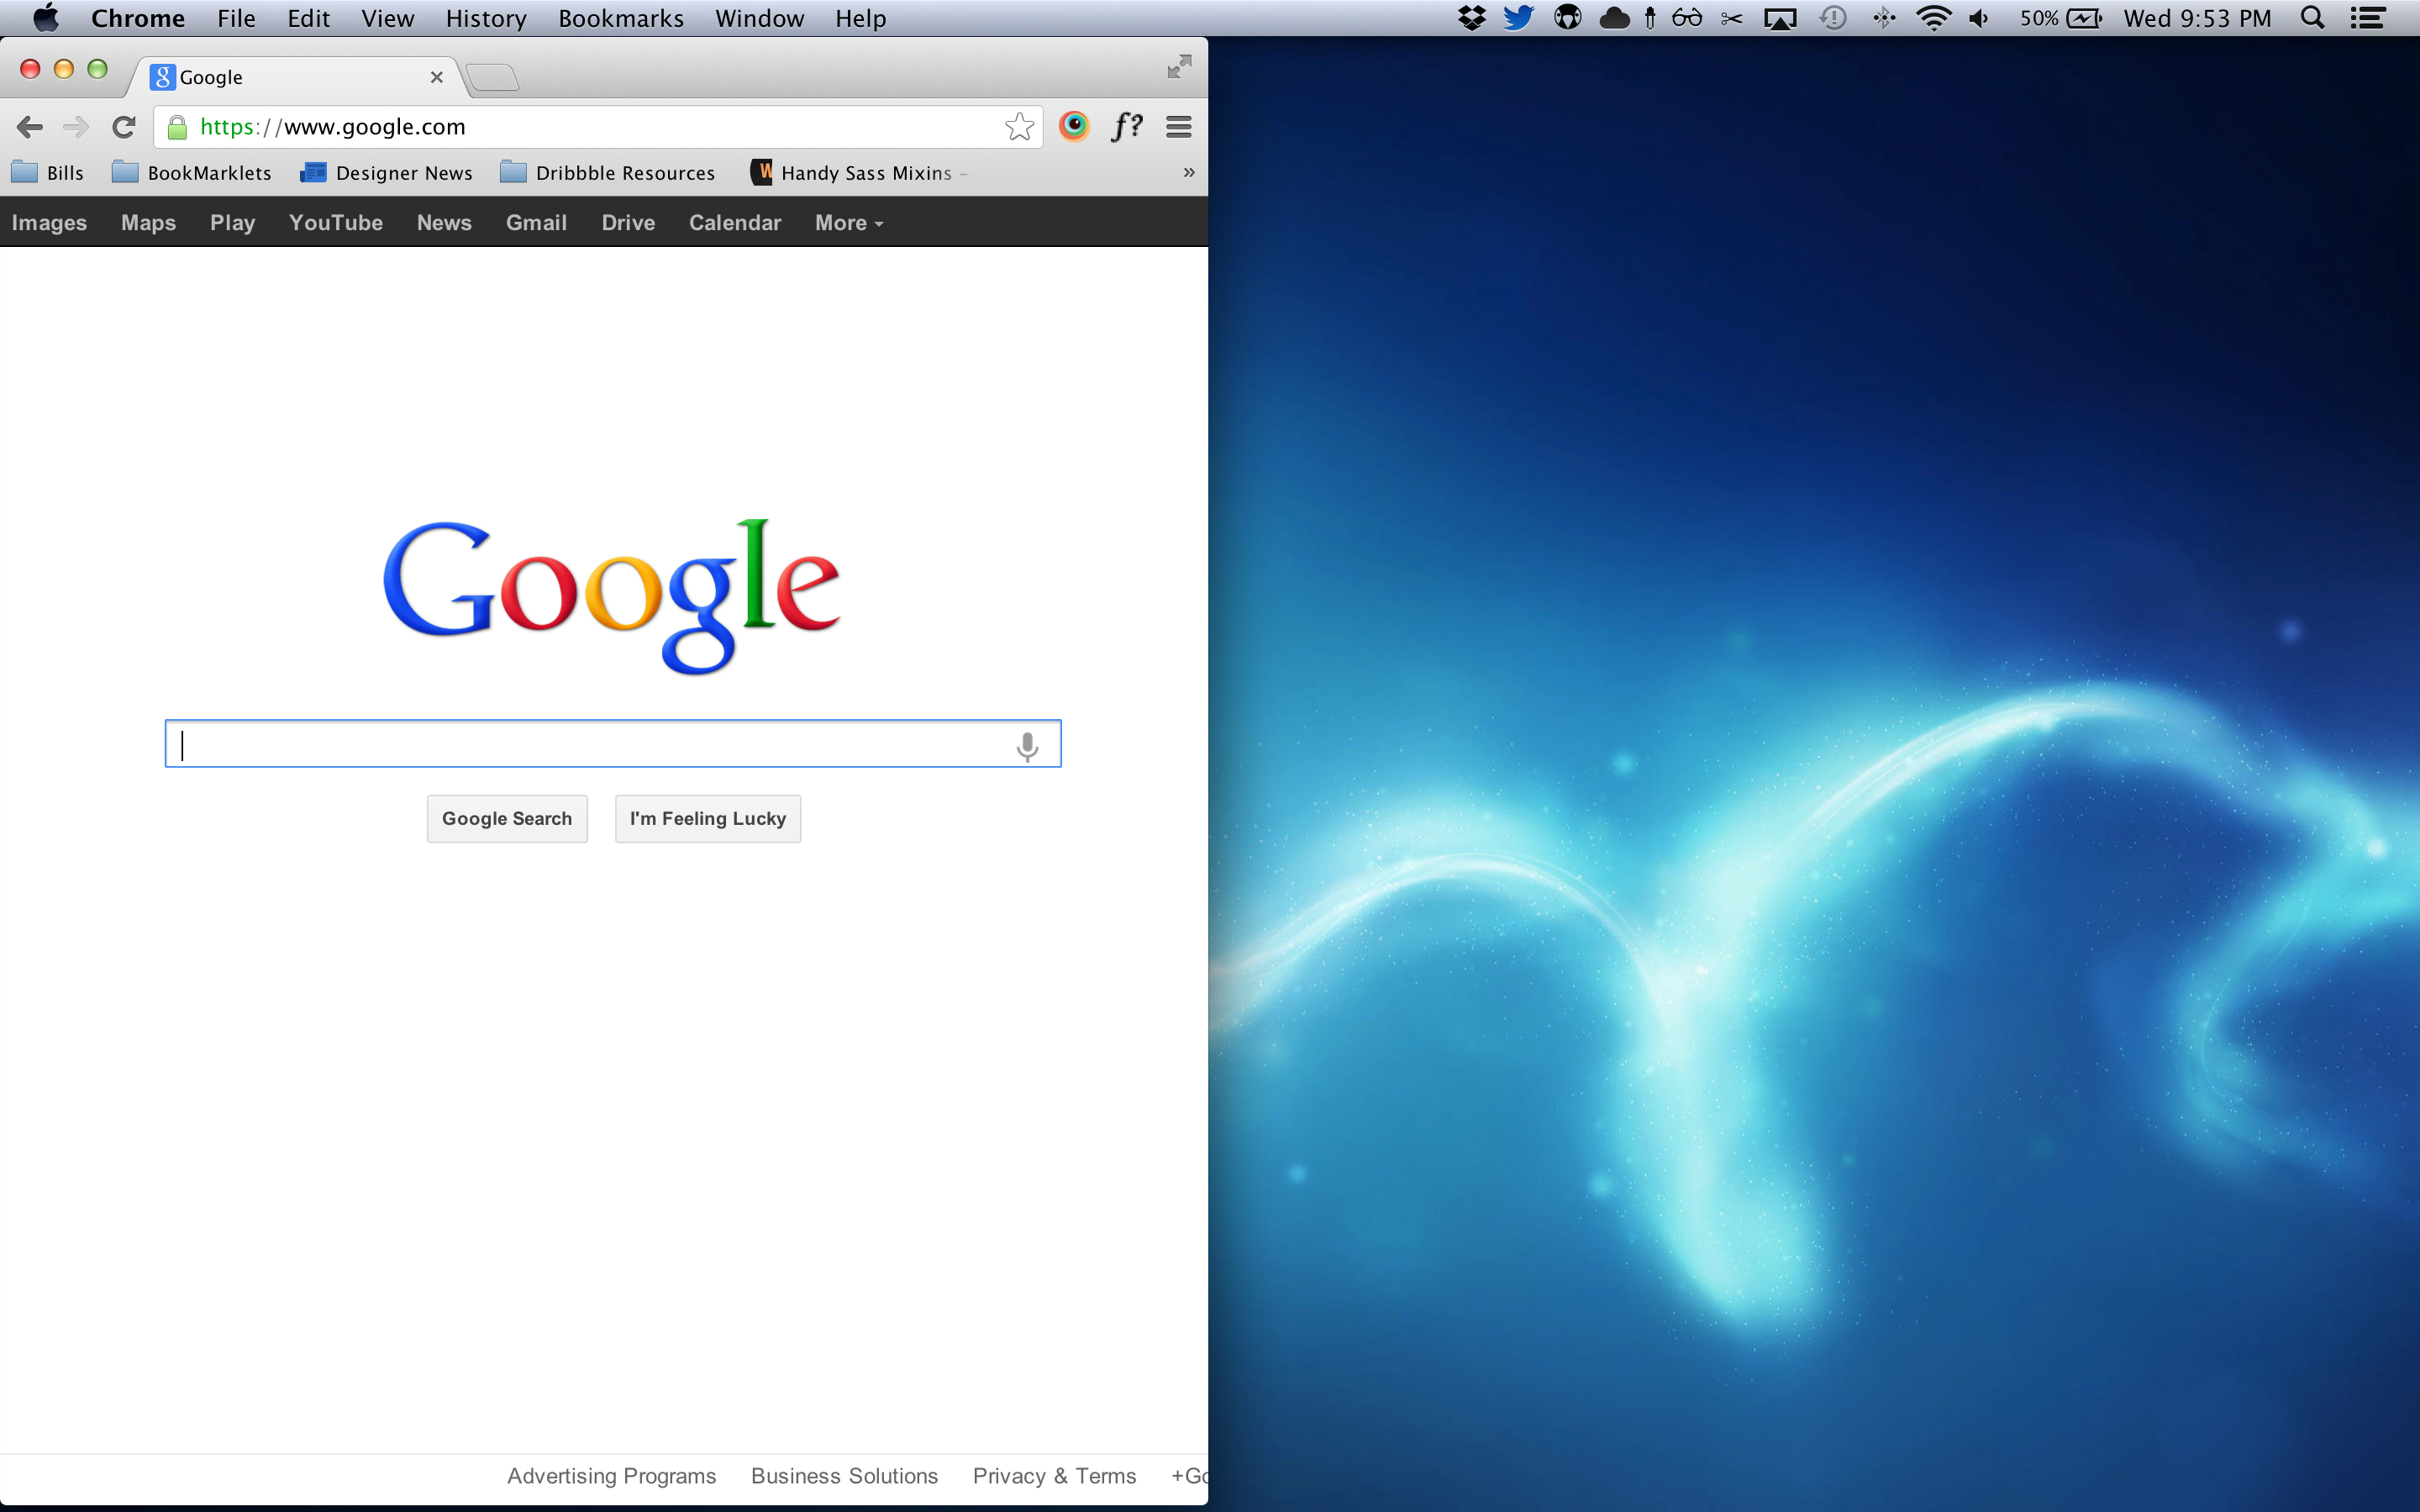 Chrome File Edit View History Bookmarks Window Help 50% Wed 9:53 PM
Google
https://www.google.com f?
Bills BookMarklets Designer News Dribbble Resources Handy Sass Mixins – »
Images Maps Play YouTube News Gmail Drive Calendar More
Google
Google Search I'm Feeling Lucky
Advertising Programs Business Solutions Privacy & Terms +Go